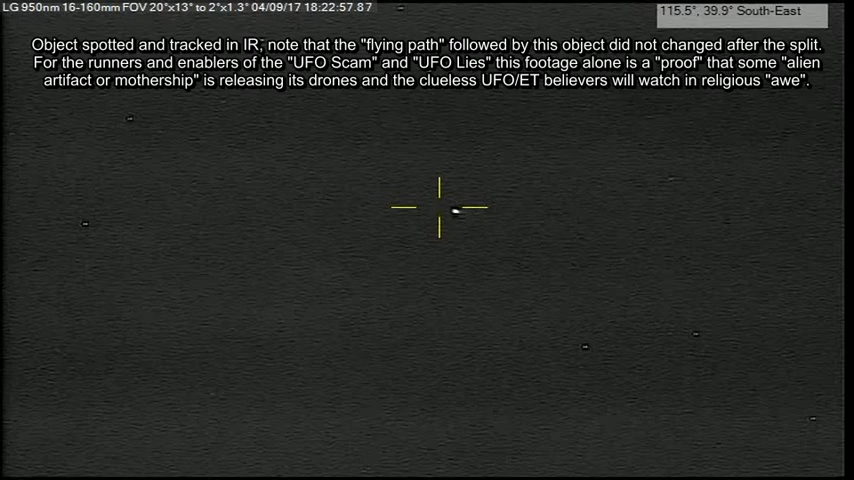 LG 950nm 16-160mm FOV 20°x13° to 2°x1.3° 04/09/17 18:22:57.87
115.5°, 39.9° South-East
Object spotted and tracked in IR, note that the "flying path" followed by this object did not changed after the split.
For the runners and enablers of the "UFO Scam" and "UFO Lies" this footage alone is a "proof" that some "alien
artifact or mothership" is releasing its drones and the clueless UFO/ET believers will watch in religious "awe".